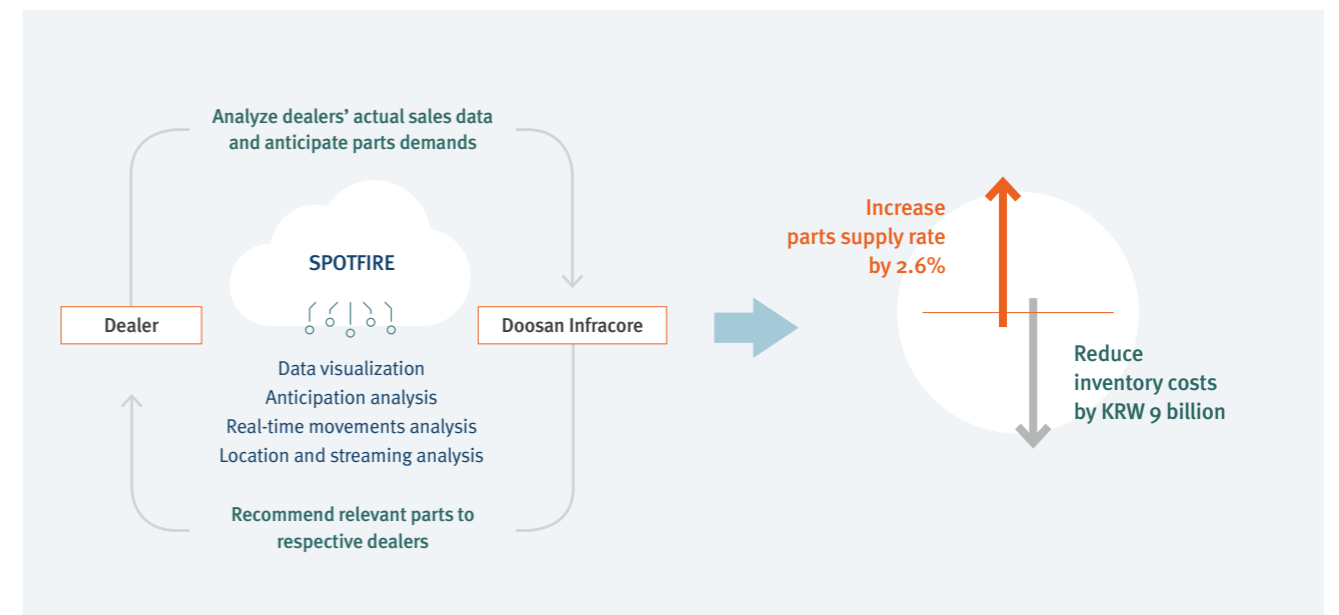 Analyze dealers’ actual sales data
and anticipate parts demands
SPOTFIRE
Dealer
Doosan Infracore
Data visualization
Anticipation analysis
Real-time movements analysis
Location and streaming analysis
Recommend relevant parts to
respective dealers
Increase
parts supply rate
by 2.6%
Reduce
inventory costs
by KRW 9 billion